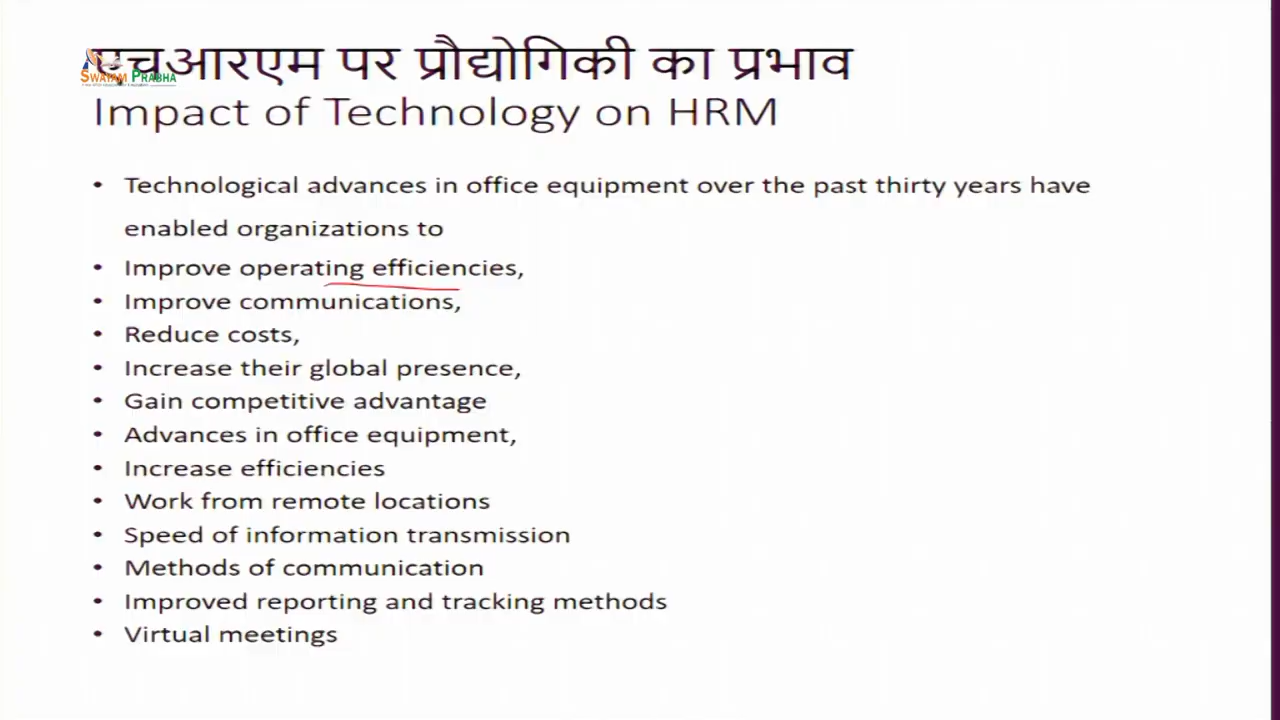 एचआरएम पर प्रौद्योगिकी का प्रभाव
SWAYAM PRABHA
Impact of Technology on HRM
• Technological advances in office equipment over the past thirty years have
enabled organizations to
• Improve operating efficiencies,
• Improve communications,
• Reduce costs,
• Increase their global presence,
• Gain competitive advantage
• Advances in office equipment,
• Increase efficiencies
• Work from remote locations
• Speed of information transmission
• Methods of communication
• Improved reporting and tracking methods
• Virtual meetings